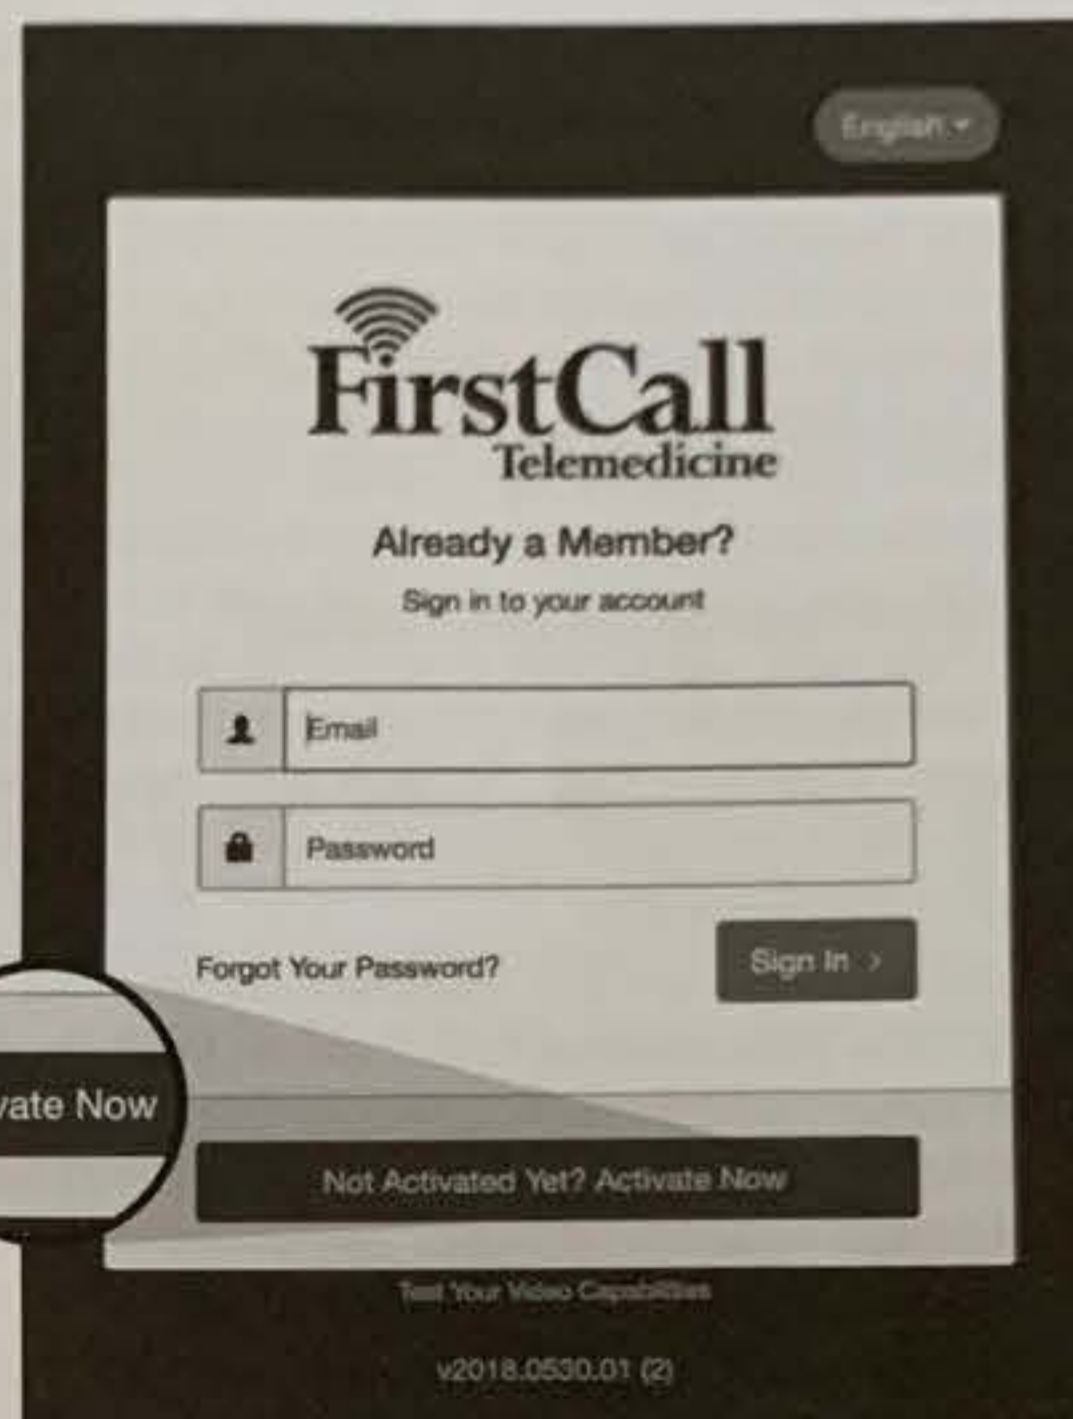 English
FirstCall
Telemedicine
Already a Member?
Sign in to your account
Email
Password
Forgot Your Password?
Sign In >
vate Now
Not Activated Yet? Activate Now
Test Your Video Capabilities
v2018.0530.01 (2)